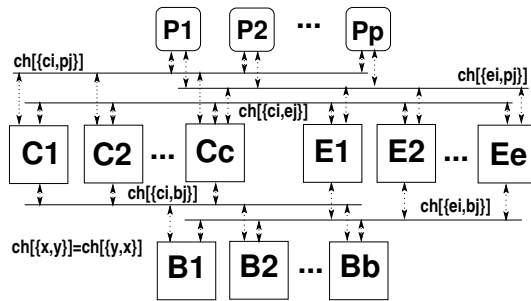 P1 P2 ... Pp
ch[{ci,pj}]
ch[{ei,pj}]
ch[{ci,ej}]
C1 C2 ... Cc E1 E2 ... Ee
ch[{ci,bj}]
ch[{ei,bj}]
ch[{x,y}]=ch[{y,x}]
B1 B2 ... Bb